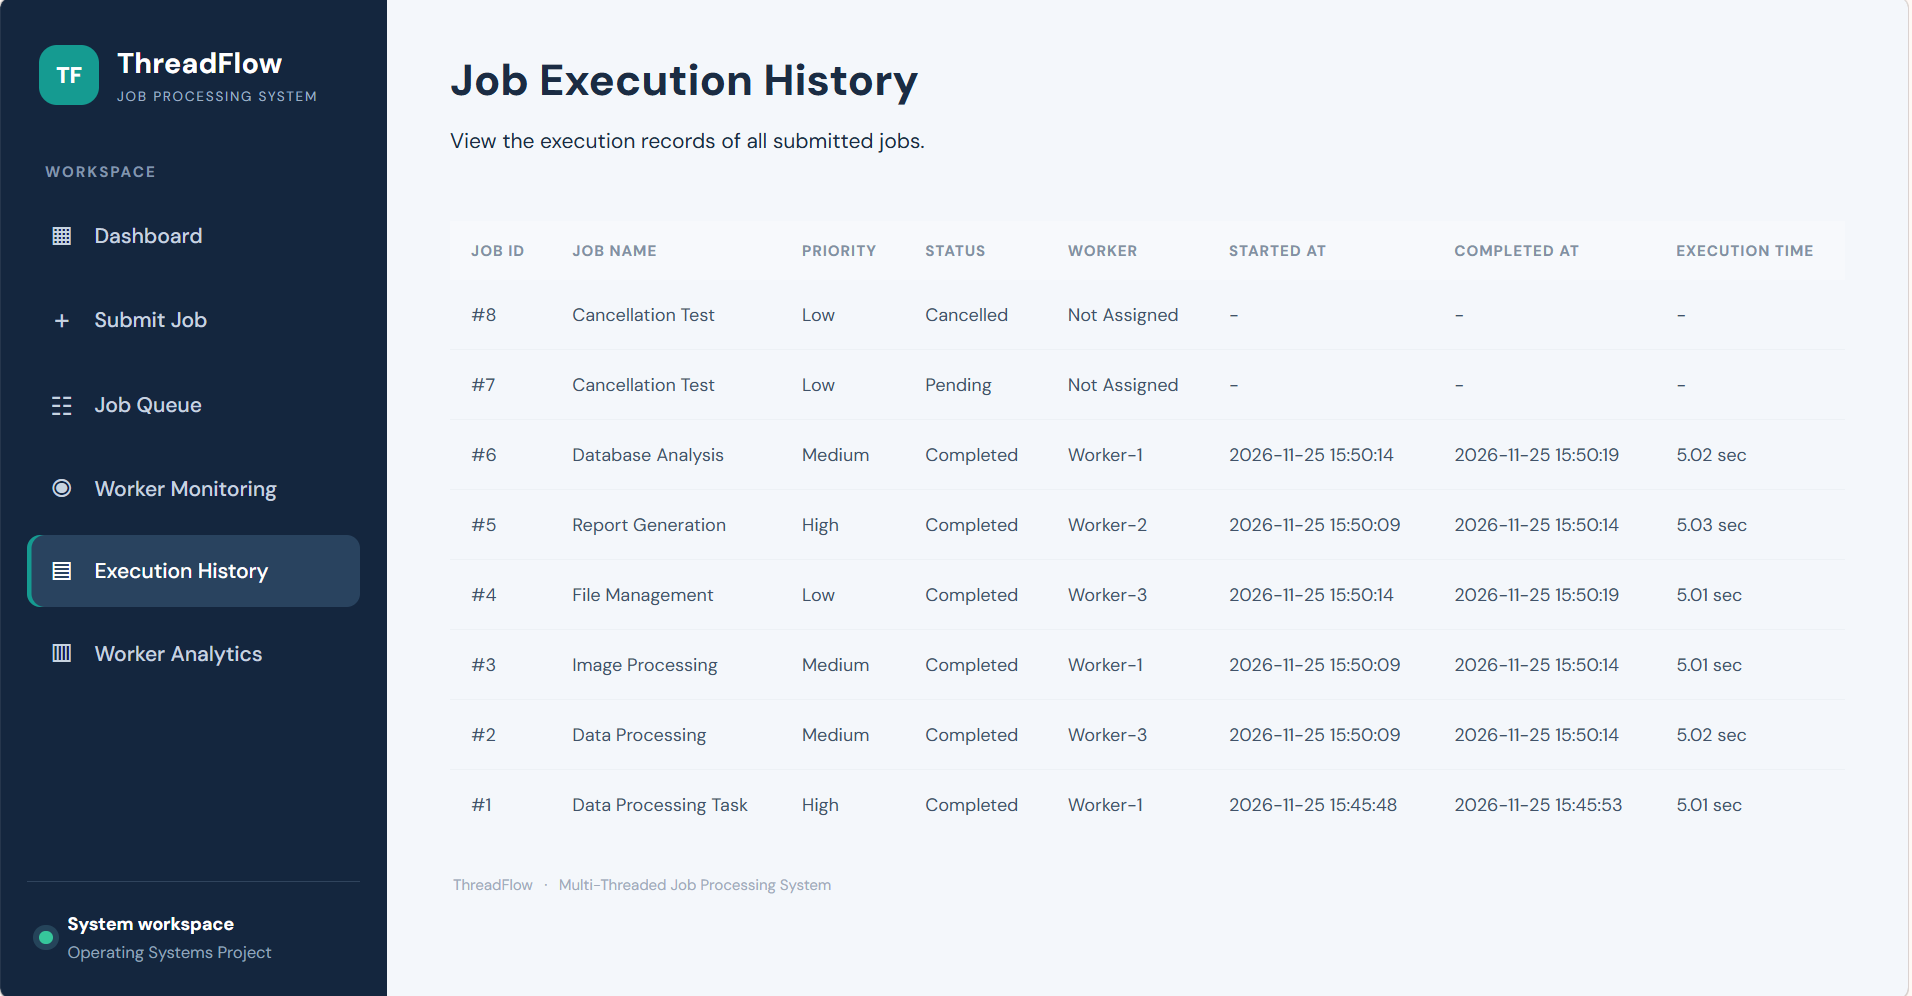 TF
ThreadFlow
JOB PROCESSING SYSTEM
WORKSPACE
Dashboard
+ Submit Job
Job Queue
Worker Monitoring
Execution History
Worker Analytics
System workspace
Operating Systems Project
Job Execution History
View the execution records of all submitted jobs.
JOB ID JOB NAME PRIORITY STATUS WORKER STARTED AT COMPLETED AT EXECUTION TIME
#8 Cancellation Test Low Cancelled Not Assigned - - -
#7 Cancellation Test Low Pending Not Assigned - - -
#6 Database Analysis Medium Completed Worker-1 2026-11-25 15:50:14 2026-11-25 15:50:19 5.02 sec
#5 Report Generation High Completed Worker-2 2026-11-25 15:50:09 2026-11-25 15:50:14 5.03 sec
#4 File Management Low Completed Worker-3 2026-11-25 15:50:14 2026-11-25 15:50:19 5.01 sec
#3 Image Processing Medium Completed Worker-1 2026-11-25 15:50:09 2026-11-25 15:50:14 5.01 sec
#2 Data Processing Medium Completed Worker-3 2026-11-25 15:50:09 2026-11-25 15:50:14 5.02 sec
#1 Data Processing Task High Completed Worker-1 2026-11-25 15:45:48 2026-11-25 15:45:53 5.01 sec
ThreadFlow · Multi-Threaded Job Processing System